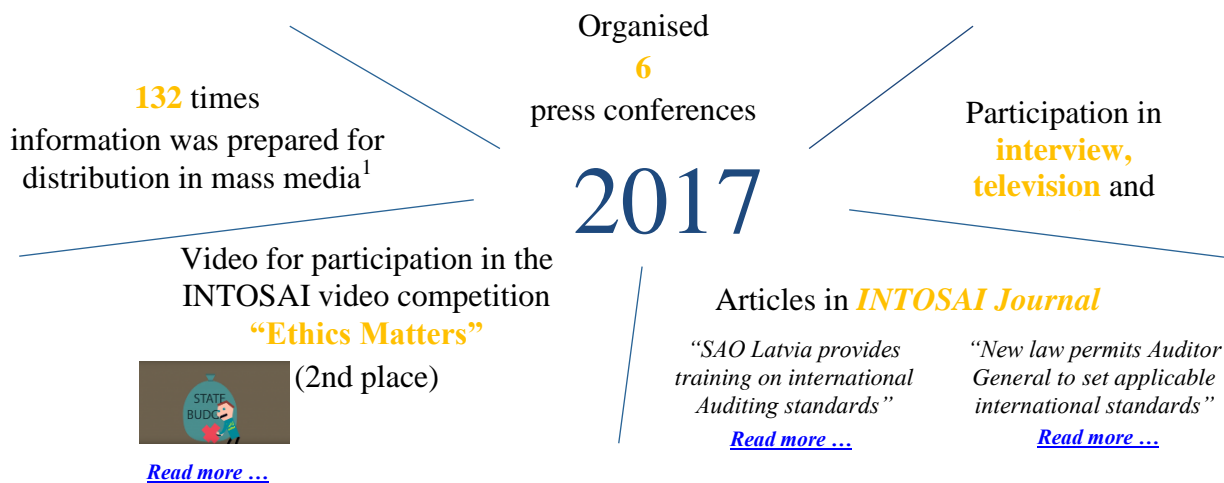 132 times
information was prepared for
distribution in mass media1
Organised
6
press conferences
Participation in
interview,
television and
2017
Video for participation in the
INTOSAI video competition
“Ethics Matters”
(2nd place)
STATE
Read more …
Articles in INTOSAI Journal
“SAO Latvia provides
training on international
Auditing standards”
Read more …
“New law permits Auditor
General to set applicable
international standards”
Read more …